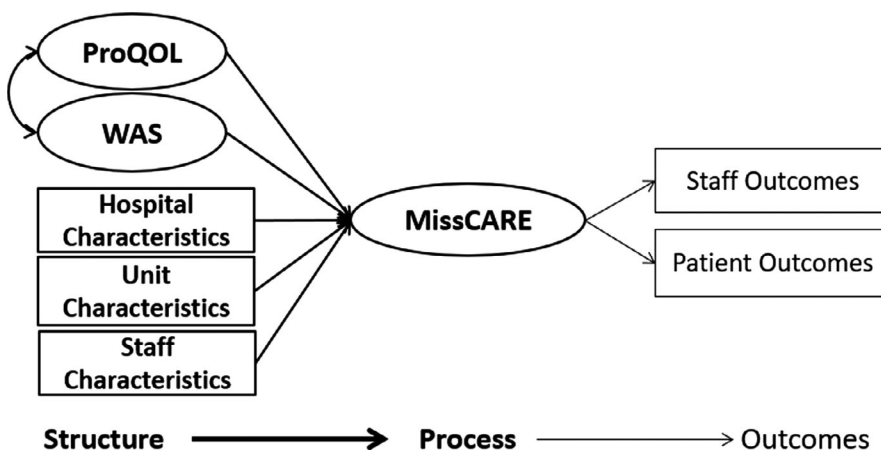 ProQOL
WAS
Hospital
Characteristics
Unit
Characteristics
Staff
Characteristics
MissCARE
Staff Outcomes
Patient Outcomes
Structure
Process
Outcomes